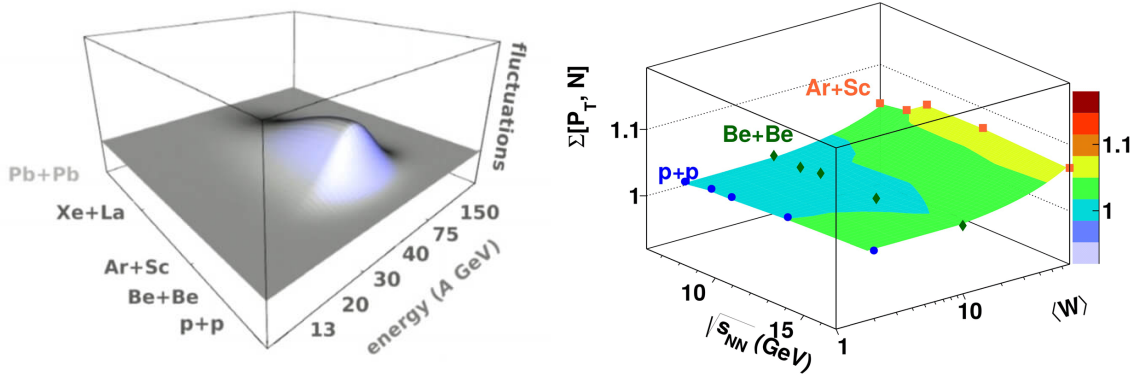 fluctuations
Pb+Pb
Xe+La
Ar+Sc
Be+Be
p+p
13
20
30
40
75
150
energy (A GeV)
Σ[P_T, N]
1.1
1
Ar+Sc
Be+Be
p+p
10
15
√s_NN (GeV)
1
10
⟨W⟩
1.1
1